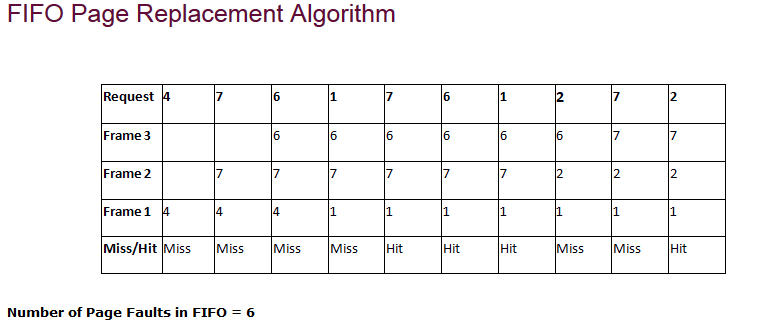 FIFO Page Replacement Algorithm
Request 4 7 6 1 7 6 1 2 7 2
Frame 3 6 6 6 6 6 6 7 7
Frame 2 7 7 7 7 7 7 2 2 2
Frame 1 4 4 4 1 1 1 1 1 1 1
Miss/Hit Miss Miss Miss Miss Hit Hit Hit Miss Miss Hit
Number of Page Faults in FIFO = 6